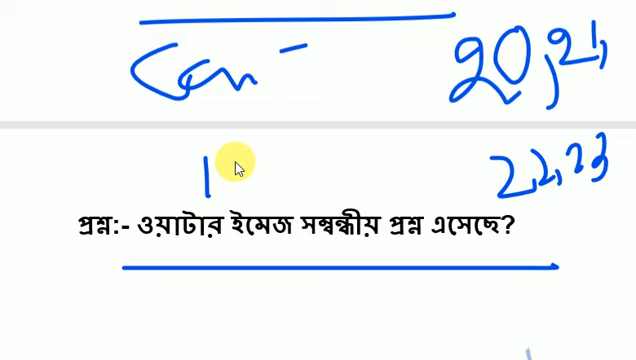 20, 21,
1
22, 23
প্রশ্ন:- ওয়াটার ইমেজ সম্বন্ধীয় প্রশ্ন এসেছে?